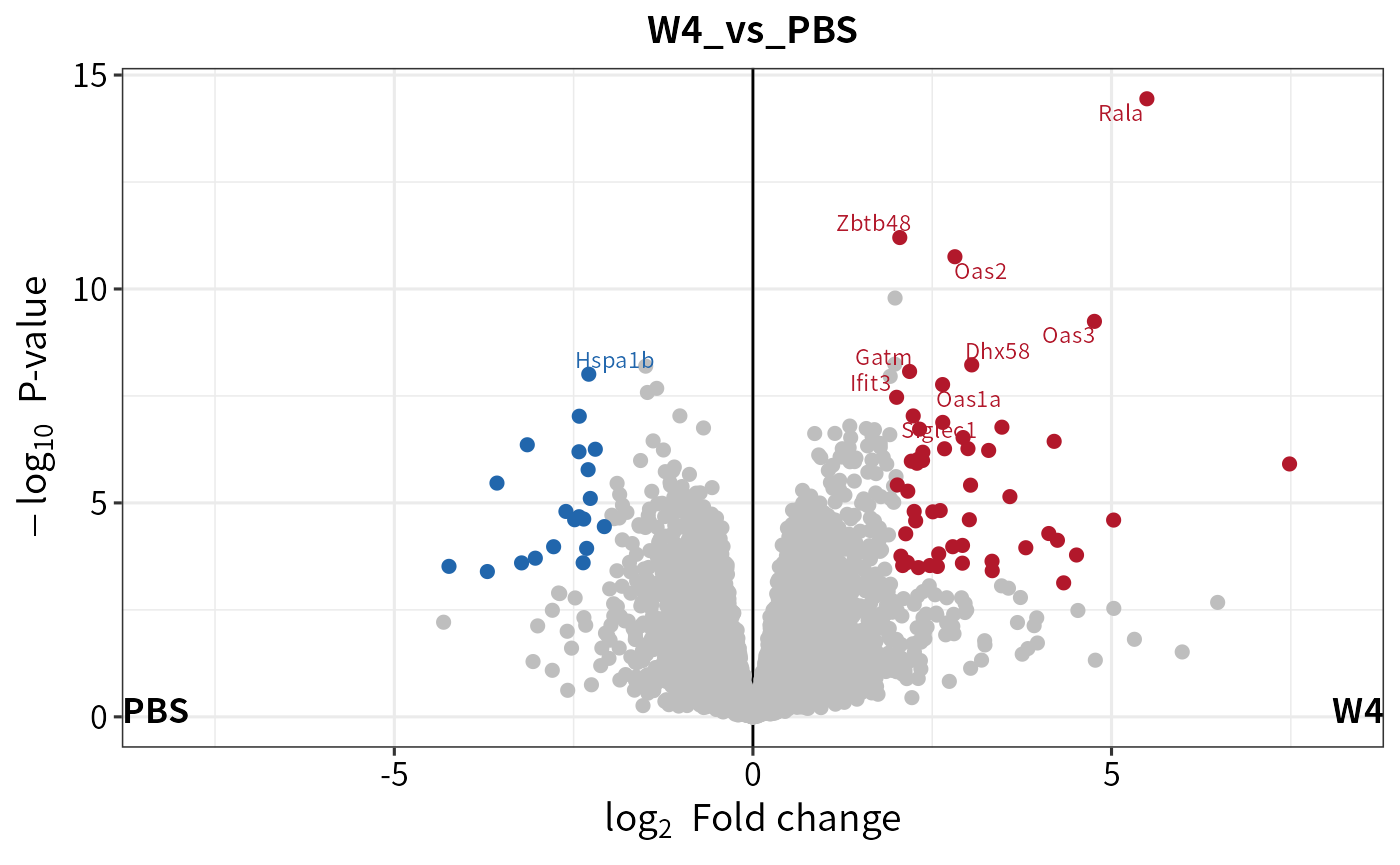 W4_vs_PBS
15
Rala
Zbtb48
Oas2
10
Oas3
Dhx58
Gatm
Hspa1b
Ifit3
Oas1a
Siglec1
5
0
PBS
W4
-5
0
5
log2 Fold change
− log10 P-value